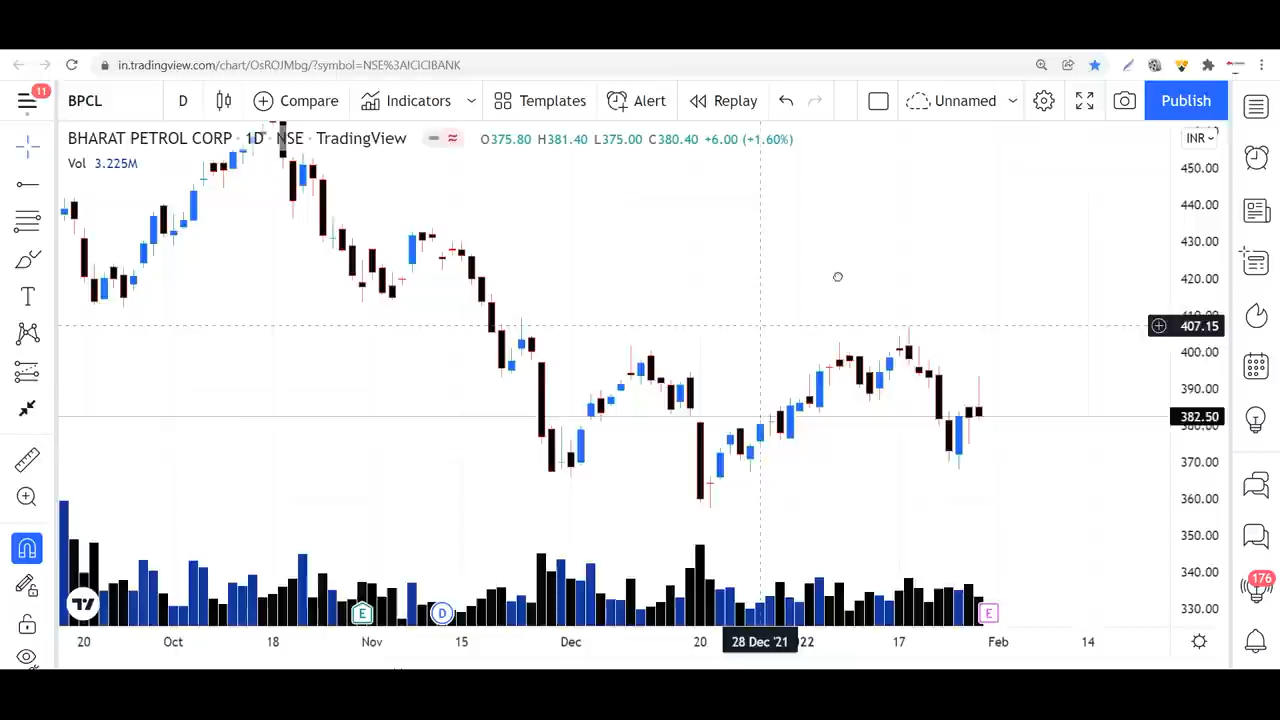 in.tradingview.com/chart/OsROJMbg/?symbol=NSE%3AICICIBANK
11
BPCL D Compare Indicators Templates Alert Replay Unnamed Publish
BHARAT PETROL CORP · 1D · NSE · TradingView O375.80 H381.40 L375.00 C380.40 +6.00 (+1.60%) INR
Vol 3.225M
450.00
440.00
430.00
420.00
407.15
400.00
390.00
382.50
370.00
360.00
350.00
340.00
330.00
176
E D E
20 Oct 18 Nov 15 Dec 20 28 Dec '21 17 Feb 14